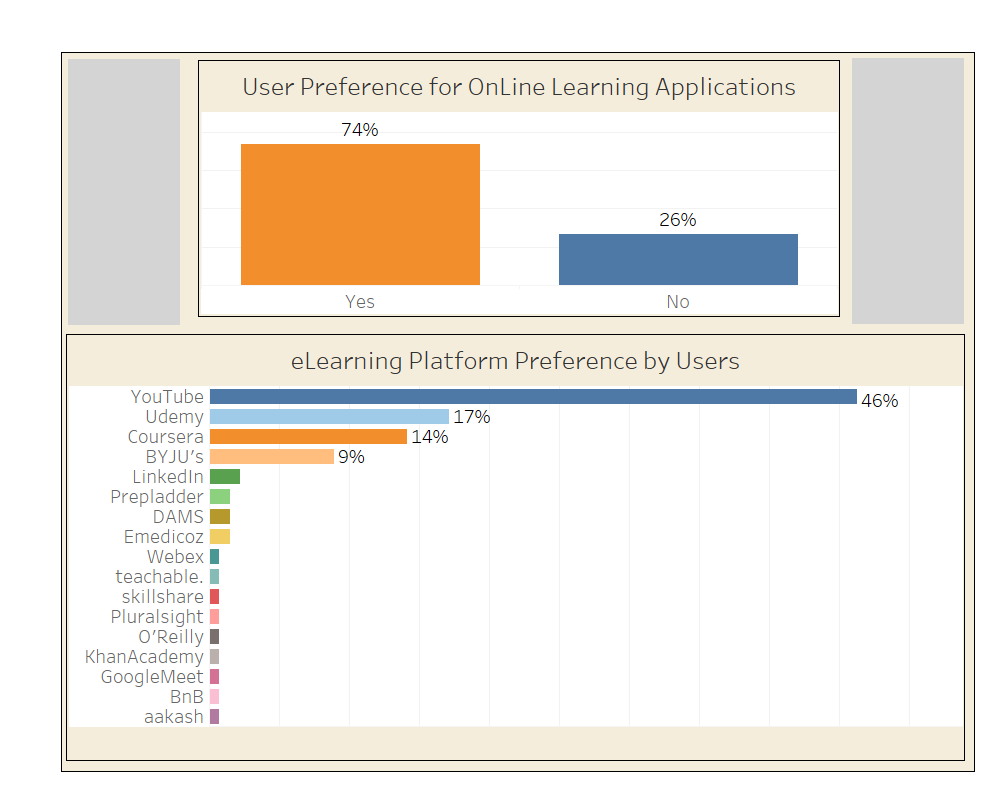 User Preference for OnLine Learning Applications
74%
26%
Yes
No
eLearning Platform Preference by Users
YouTube 46%
Udemy 17%
Coursera 14%
BYJU's 9%
LinkedIn
Prepladder
DAMS
Emedicoz
Webex
teachable.
skillshare
Pluralsight
O'Reilly
KhanAcademy
GoogleMeet
BnB
aakash